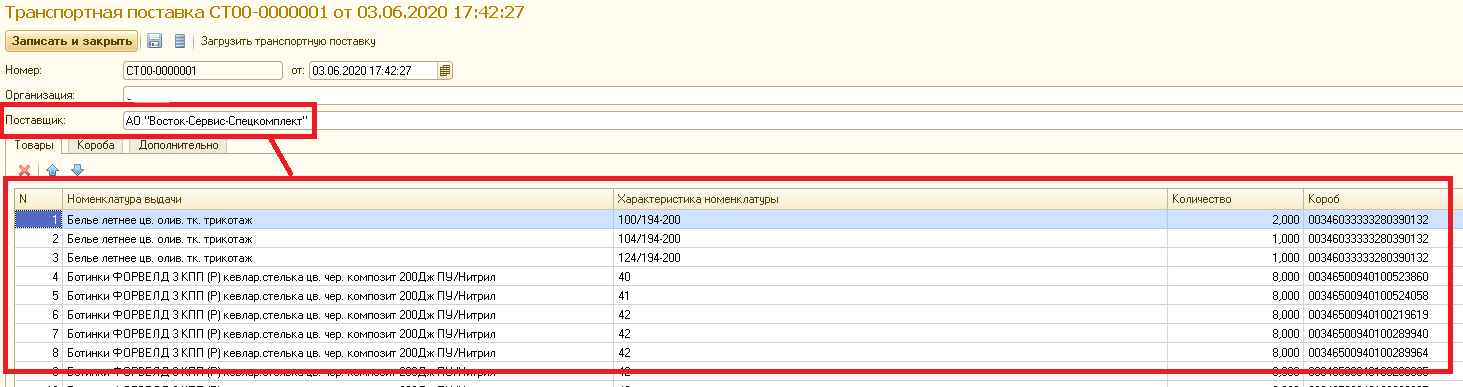 Транспортная поставка СТ00-0000001 от 03.06.2020 17:42:27
Записать и закрыть Загрузить транспортную поставку
Номер: СТ00-0000001 от: 03.06.2020 17:42:27
Организация:
Поставщик: АО "Восток-Сервис-Спецкомплект"
Товары Короба Дополнительно
N Номенклатура выдачи Характеристика номенклатуры Количество Короб
1 Белье летнее цв. олив. тк. трикотаж 100/194-200 2,000 00346033333280390132
2 Белье летнее цв. олив. тк. трикотаж 104/194-200 1,000 00346033333280390132
3 Белье летнее цв. олив. тк. трикотаж 124/194-200 1,000 00346033333280390132
4 Ботинки ФОРВЕЛД 3 КПП (Р) кевлар.стелька цв. чер. композит 200Дж ПУ/Нитрил 40 8,000 00346500940100523860
5 Ботинки ФОРВЕЛД 3 КПП (Р) кевлар.стелька цв. чер. композит 200Дж ПУ/Нитрил 41 8,000 00346500940100524058
6 Ботинки ФОРВЕЛД 3 КПП (Р) кевлар.стелька цв. чер. композит 200Дж ПУ/Нитрил 42 8,000 00346500940100219619
7 Ботинки ФОРВЕЛД 3 КПП (Р) кевлар.стелька цв. чер. композит 200Дж ПУ/Нитрил 42 8,000 00346500940100289940
8 Ботинки ФОРВЕЛД 3 КПП (Р) кевлар.стелька цв. чер. композит 200Дж ПУ/Нитрил 42 8,000 00346500940100289964